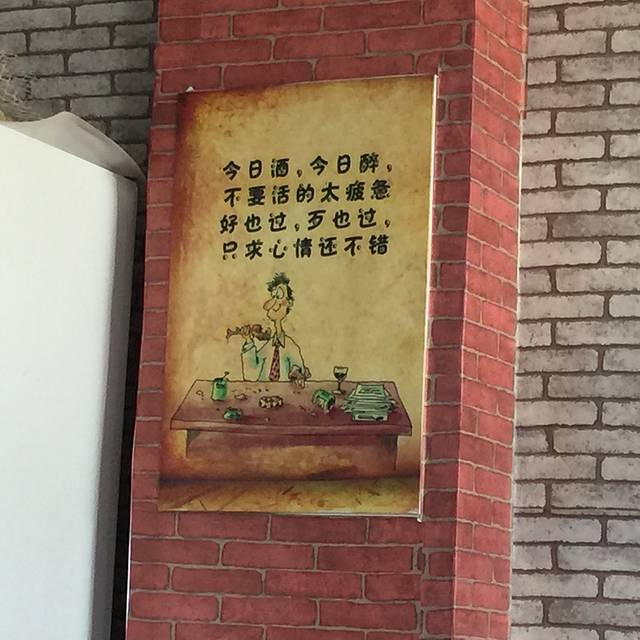 今日酒,今日醉,
不要活的太疲急
好也过,歹也过,
只求心情还不错